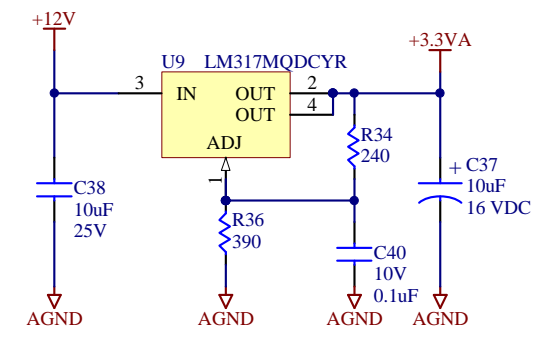 +12V
+3.3VA
U9 LM317MQDCYR
3 IN OUT 2
OUT 4
ADJ
1
R34
240
C38
10uF
25V
+ C37
10uF
16 VDC
R36
390
C40
10V
0.1uF
AGND AGND AGND AGND